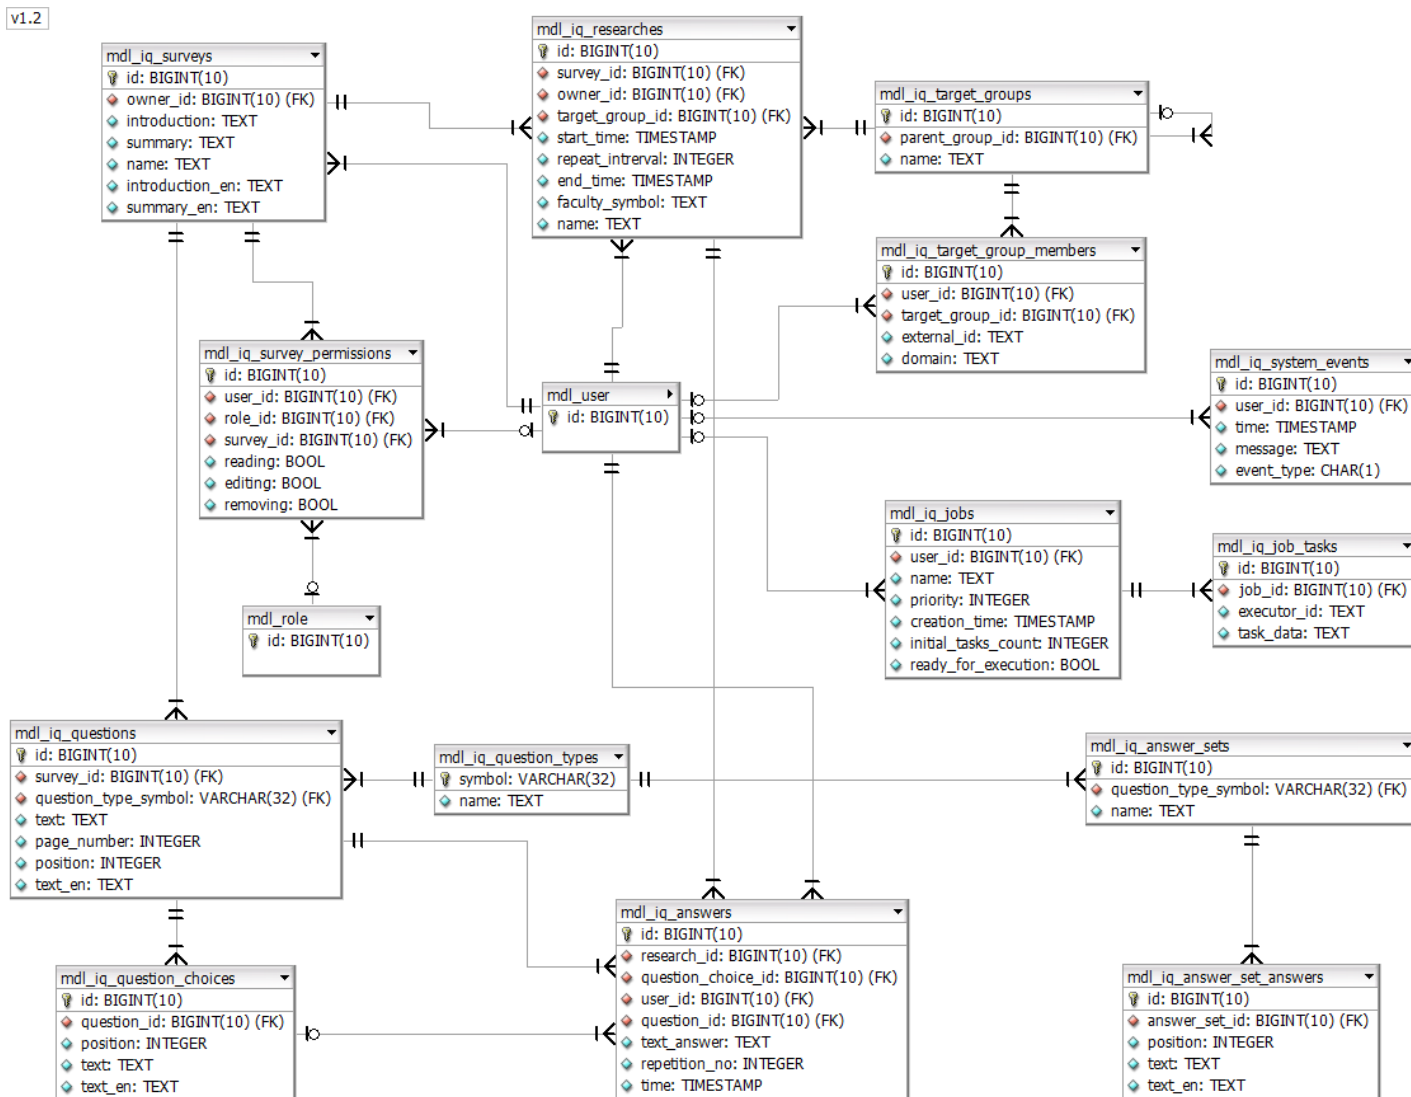 v1.2
mdl_iq_surveys
id: BIGINT(10)
owner_id: BIGINT(10) (FK)
introduction: TEXT
summary: TEXT
name: TEXT
introduction_en: TEXT
summary_en: TEXT
mdl_iq_researches
id: BIGINT(10)
survey_id: BIGINT(10) (FK)
owner_id: BIGINT(10) (FK)
target_group_id: BIGINT(10) (FK)
start_time: TIMESTAMP
repeat_intrerval: INTEGER
end_time: TIMESTAMP
faculty_symbol: TEXT
name: TEXT
mdl_iq_target_groups
id: BIGINT(10)
parent_group_id: BIGINT(10) (FK)
name: TEXT
mdl_iq_target_group_members
id: BIGINT(10)
user_id: BIGINT(10) (FK)
target_group_id: BIGINT(10) (FK)
external_id: TEXT
domain: TEXT
mdl_iq_survey_permissions
id: BIGINT(10)
user_id: BIGINT(10) (FK)
role_id: BIGINT(10) (FK)
survey_id: BIGINT(10) (FK)
reading: BOOL
editing: BOOL
removing: BOOL
mdl_user
id: BIGINT(10)
mdl_iq_system_events
id: BIGINT(10)
user_id: BIGINT(10) (FK)
time: TIMESTAMP
message: TEXT
event_type: CHAR(1)
mdl_iq_jobs
id: BIGINT(10)
user_id: BIGINT(10) (FK)
name: TEXT
priority: INTEGER
creation_time: TIMESTAMP
initial_tasks_count: INTEGER
ready_for_execution: BOOL
mdl_iq_job_tasks
id: BIGINT(10)
job_id: BIGINT(10) (FK)
executor_id: TEXT
task_data: TEXT
mdl_role
id: BIGINT(10)
mdl_iq_questions
id: BIGINT(10)
survey_id: BIGINT(10) (FK)
question_type_symbol: VARCHAR(32) (FK)
text: TEXT
page_number: INTEGER
position: INTEGER
text_en: TEXT
mdl_iq_question_types
symbol: VARCHAR(32)
name: TEXT
mdl_iq_answer_sets
id: BIGINT(10)
question_type_symbol: VARCHAR(32) (FK)
name: TEXT
mdl_iq_question_choices
id: BIGINT(10)
question_id: BIGINT(10) (FK)
position: INTEGER
text: TEXT
text_en: TEXT
mdl_iq_answers
id: BIGINT(10)
research_id: BIGINT(10) (FK)
question_choice_id: BIGINT(10) (FK)
user_id: BIGINT(10) (FK)
question_id: BIGINT(10) (FK)
text_answer: TEXT
repetition_no: INTEGER
time: TIMESTAMP
mdl_iq_answer_set_answers
id: BIGINT(10)
answer_set_id: BIGINT(10) (FK)
position: INTEGER
text: TEXT
text_en: TEXT